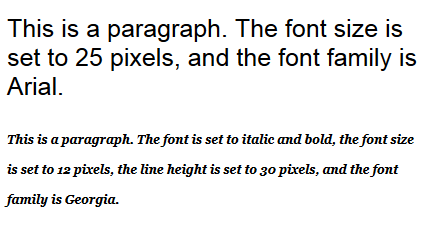 This is a paragraph. The font size is
set to 25 pixels, and the font family is
Arial.
This is a paragraph. The font is set to italic and bold, the font size
is set to 12 pixels, the line height is set to 30 pixels, and the font
family is Georgia.